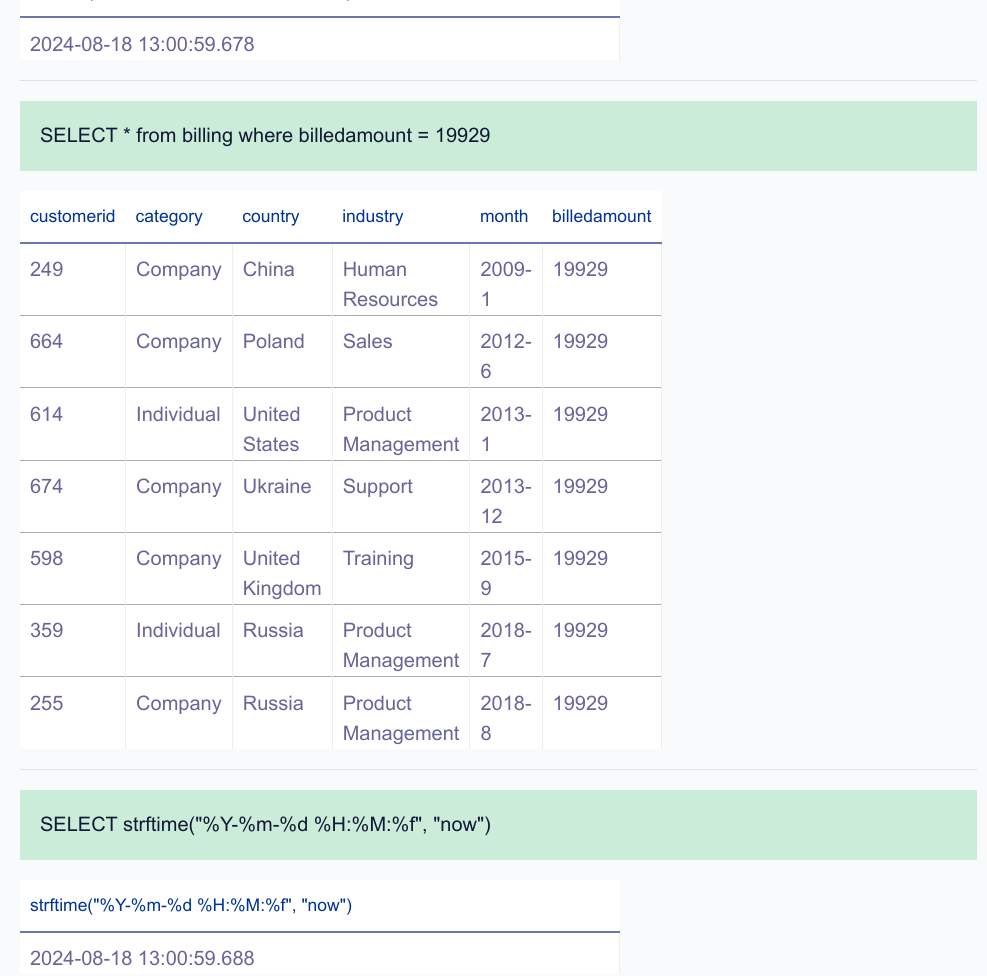 2024-08-18 13:00:59.678
SELECT * from billing where billedamount = 19929
customerid category country industry month billedamount
249 Company China Human 2009- 19929
Resources 1
664 Company Poland Sales 2012- 19929
6
614 Individual United Product 2013- 19929
States Management 1
674 Company Ukraine Support 2013- 19929
12
598 Company United Training 2015- 19929
Kingdom 9
359 Individual Russia Product 2018- 19929
Management 7
255 Company Russia Product 2018- 19929
Management 8
SELECT strftime("%Y-%m-%d %H:%M:%f", "now")
strftime("%Y-%m-%d %H:%M:%f", "now")
2024-08-18 13:00:59.688